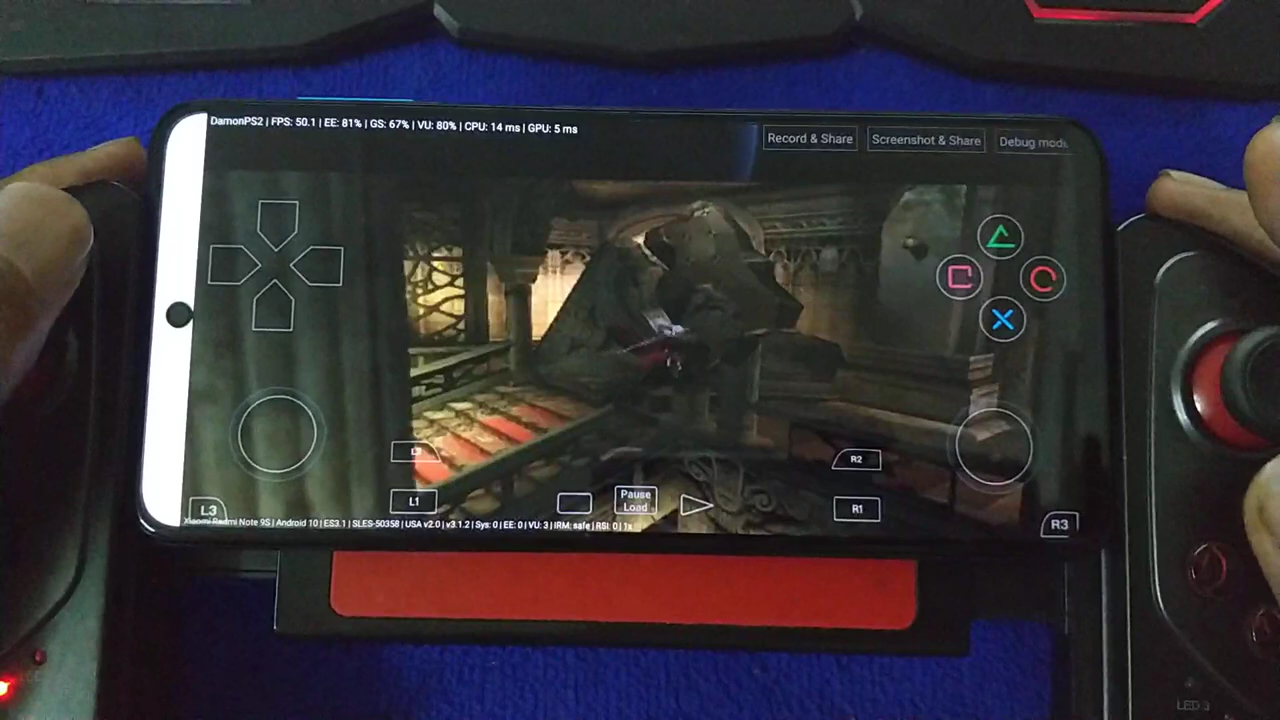 DamonPS2 | FPS: 50.1 | EE: 81% | GS: 67% | VU: 80% | CPU: 14 ms | GPU: 5 ms
Record & Share
Screenshot & Share
Debug mode
L2
R2
L1
Pause
Load
R1
L3
R3
Xiaomi Redmi Note 9S | Android 10 | ES3.1 | SLES-50358 | USA v2.0 | v3.1.2 | Sys: 0 | EE: 0 | VU: 3 | IRM: safe | RSI: 0 | 1x
LED 3